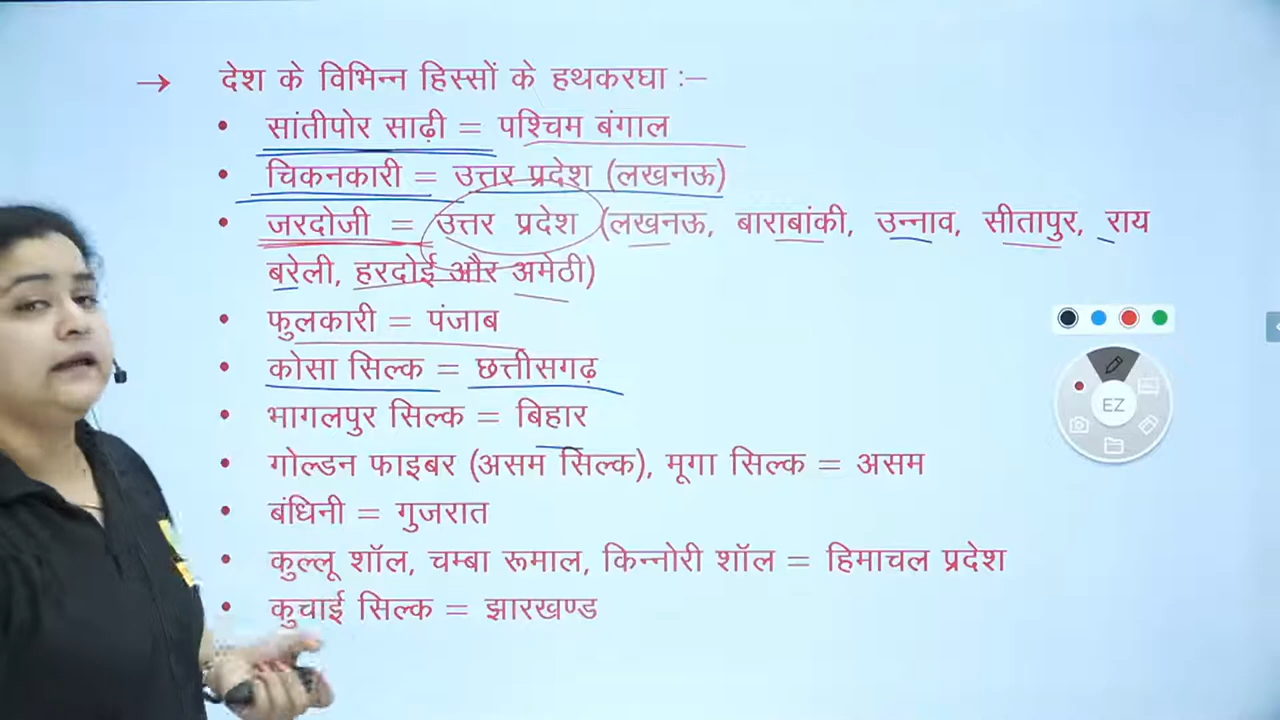 → देश के विभिन्न हिस्सों के हथकरघा :–
• सांतीपोर साढ़ी = पश्चिम बंगाल
• चिकनकारी = उत्तर प्रदेश (लखनऊ)
• जरदोजी = उत्तर प्रदेश (लखनऊ, बाराबांकी, उन्नाव, सीतापुर, राय
बरेली, हरदोई और अमेठी)
• फुलकारी = पंजाब
• कोसा सिल्क = छत्तीसगढ़
• भागलपुर सिल्क = बिहार
• गोल्डन फाइबर (असम सिल्क), मूगा सिल्क = असम
• बंधिनी = गुजरात
• कुल्लू शॉल, चम्बा रूमाल, किन्नोरी शॉल = हिमाचल प्रदेश
• कुचाई सिल्क = झारखण्ड
EZ